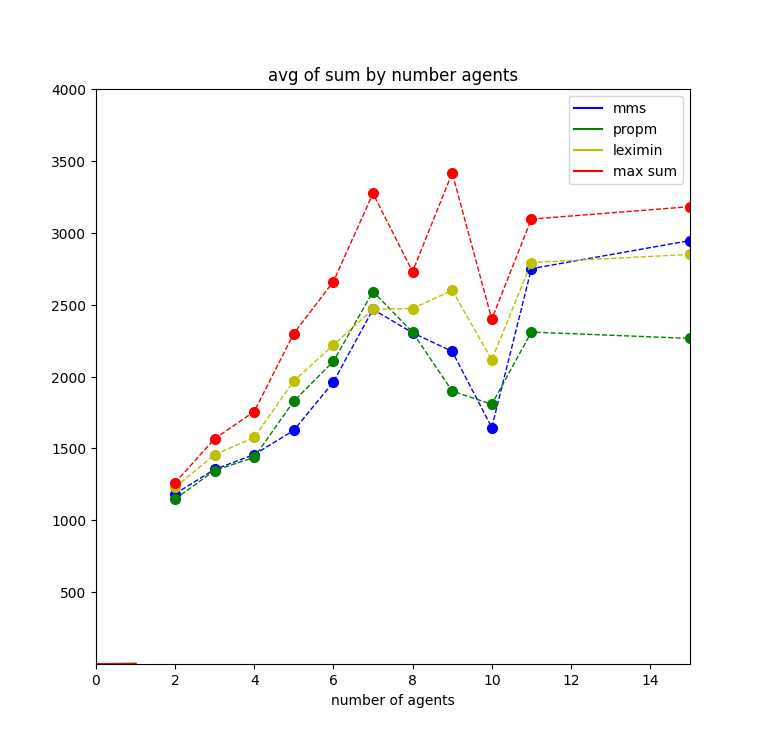 avg of sum by number agents
4000
3500
3000
2500
2000
1500
1000
500
mms
propm
leximin
max sum
0 2 4 6 8 10 12 14
number of agents